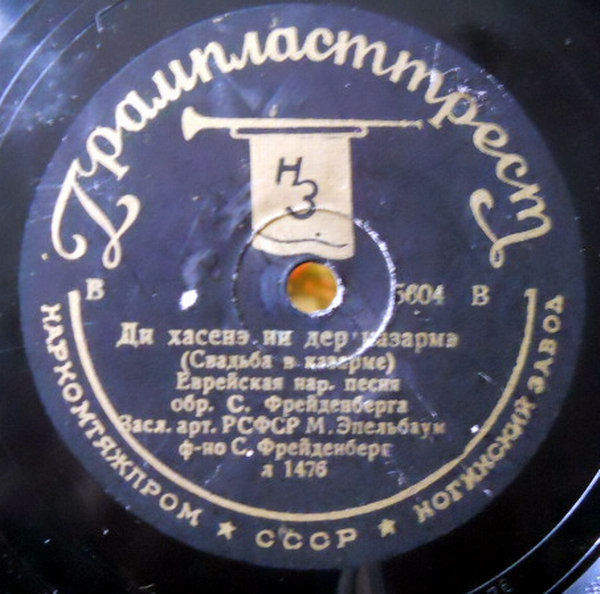 Грампласттрест
НЗ
В 5604 В
Ди хасенэ ин дер казармэ
(Свадьба в казарме)
Еврейская нар. песня
обр. С. Фрейденберга
Засл. арт. РСФСР М. Эпельбаум
ф-но С. Фрейденберг
л 1476
НАРКОМТЯЖПРОМ ★ СССР ★ НОГИНСКИЙ ЗАВОД